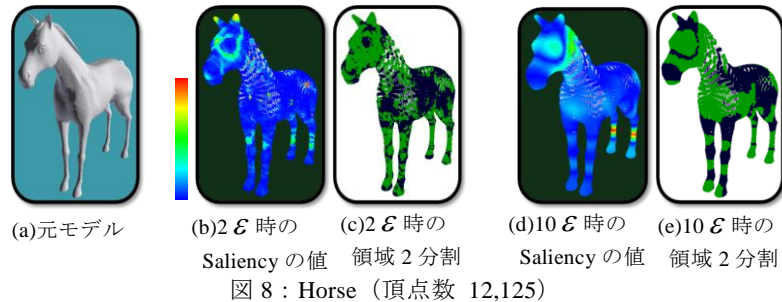 (a)元モデル
(b)2 ε 時の
Saliency の値
(c)2 ε 時の
領域 2 分割
(d)10 ε 時の
Saliency の値
(e)10 ε 時の
領域 2 分割
図 8：Horse（頂点数 12,125）